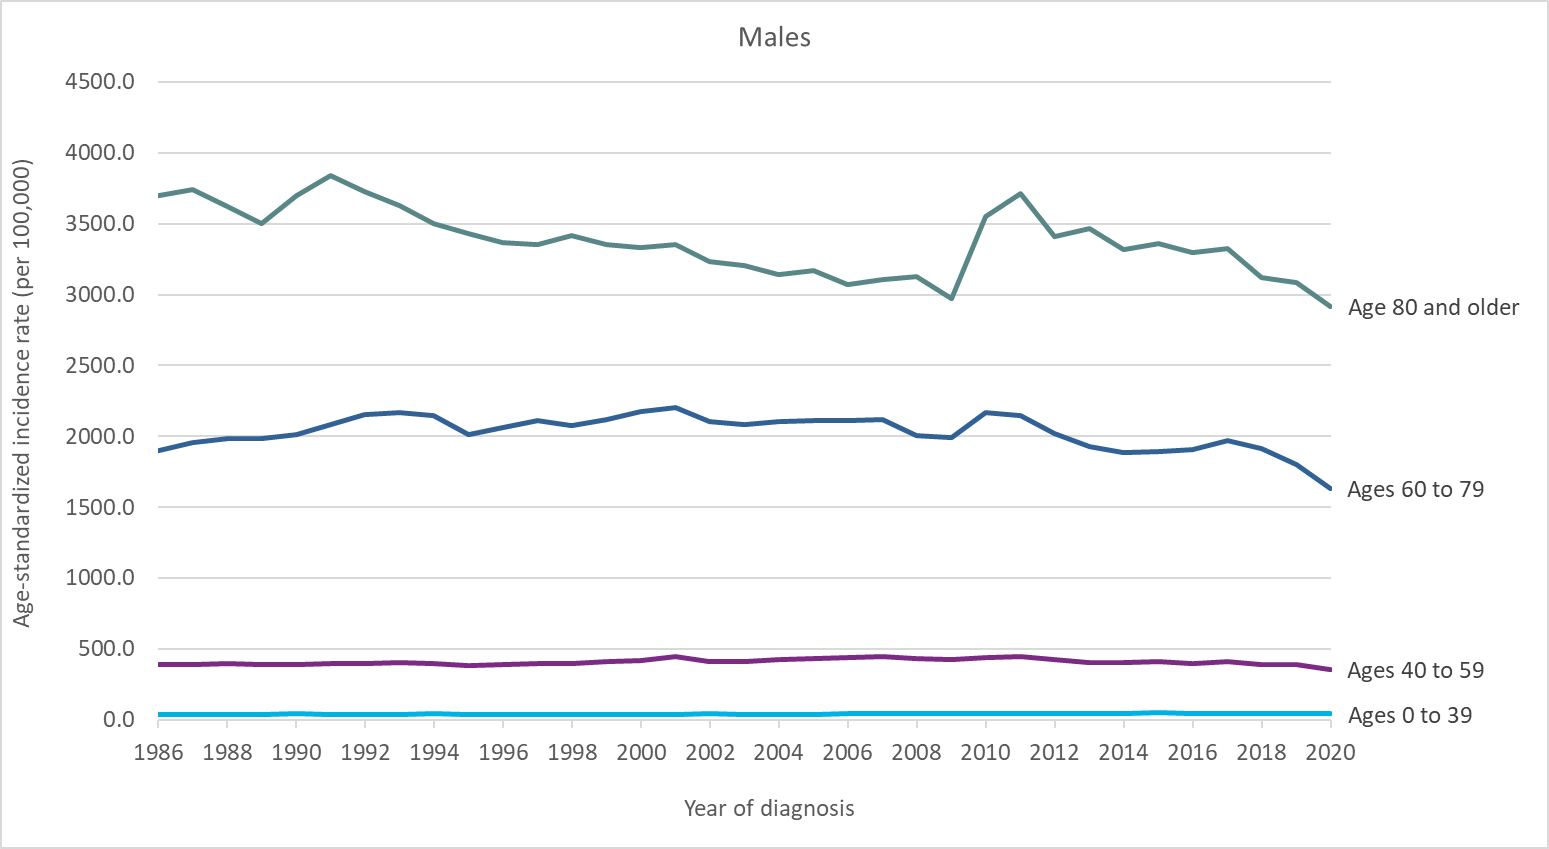 Males
Age-standardized incidence rate (per 100,000)
4500.0
4000.0
3500.0
3000.0
2500.0
2000.0
1500.0
1000.0
500.0
0.0
Age 80 and older
Ages 60 to 79
Ages 40 to 59
Ages 0 to 39
1986 1988 1990 1992 1994 1996 1998 2000 2002 2004 2006 2008 2010 2012 2014 2016 2018 2020
Year of diagnosis